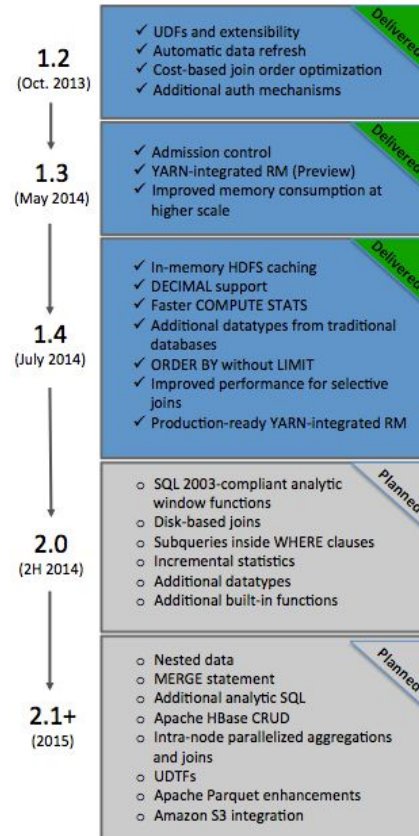 1.2
(Oct. 2013)
✓ UDFs and extensibility
✓ Automatic data refresh
✓ Cost-based join order optimization
✓ Additional auth mechanisms
Delivered
1.3
(May 2014)
✓ Admission control
✓ YARN-integrated RM (Preview)
✓ Improved memory consumption at
higher scale
Delivered
1.4
(July 2014)
✓ In-memory HDFS caching
✓ DECIMAL support
✓ Faster COMPUTE STATS
✓ Additional datatypes from traditional
databases
✓ ORDER BY without LIMIT
✓ Improved performance for selective
joins
✓ Production-ready YARN-integrated RM
Delivered
2.0
(2H 2014)
o SQL 2003-compliant analytic
window functions
o Disk-based joins
o Subqueries inside WHERE clauses
o Incremental statistics
o Additional datatypes
o Additional built-in functions
Planned
2.1+
(2015)
o Nested data
o MERGE statement
o Additional analytic SQL
o Apache HBase CRUD
o Intra-node parallelized aggregations
and joins
o UDTFs
o Apache Parquet enhancements
o Amazon S3 integration
Planned